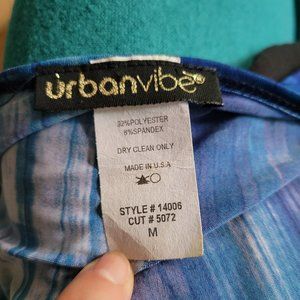 urbanvibe
92%POLYESTER
8%SPANDEX
DRY CLEAN ONLY
MADE IN U.S.A
STYLE # 14006
CUT # 5072
M